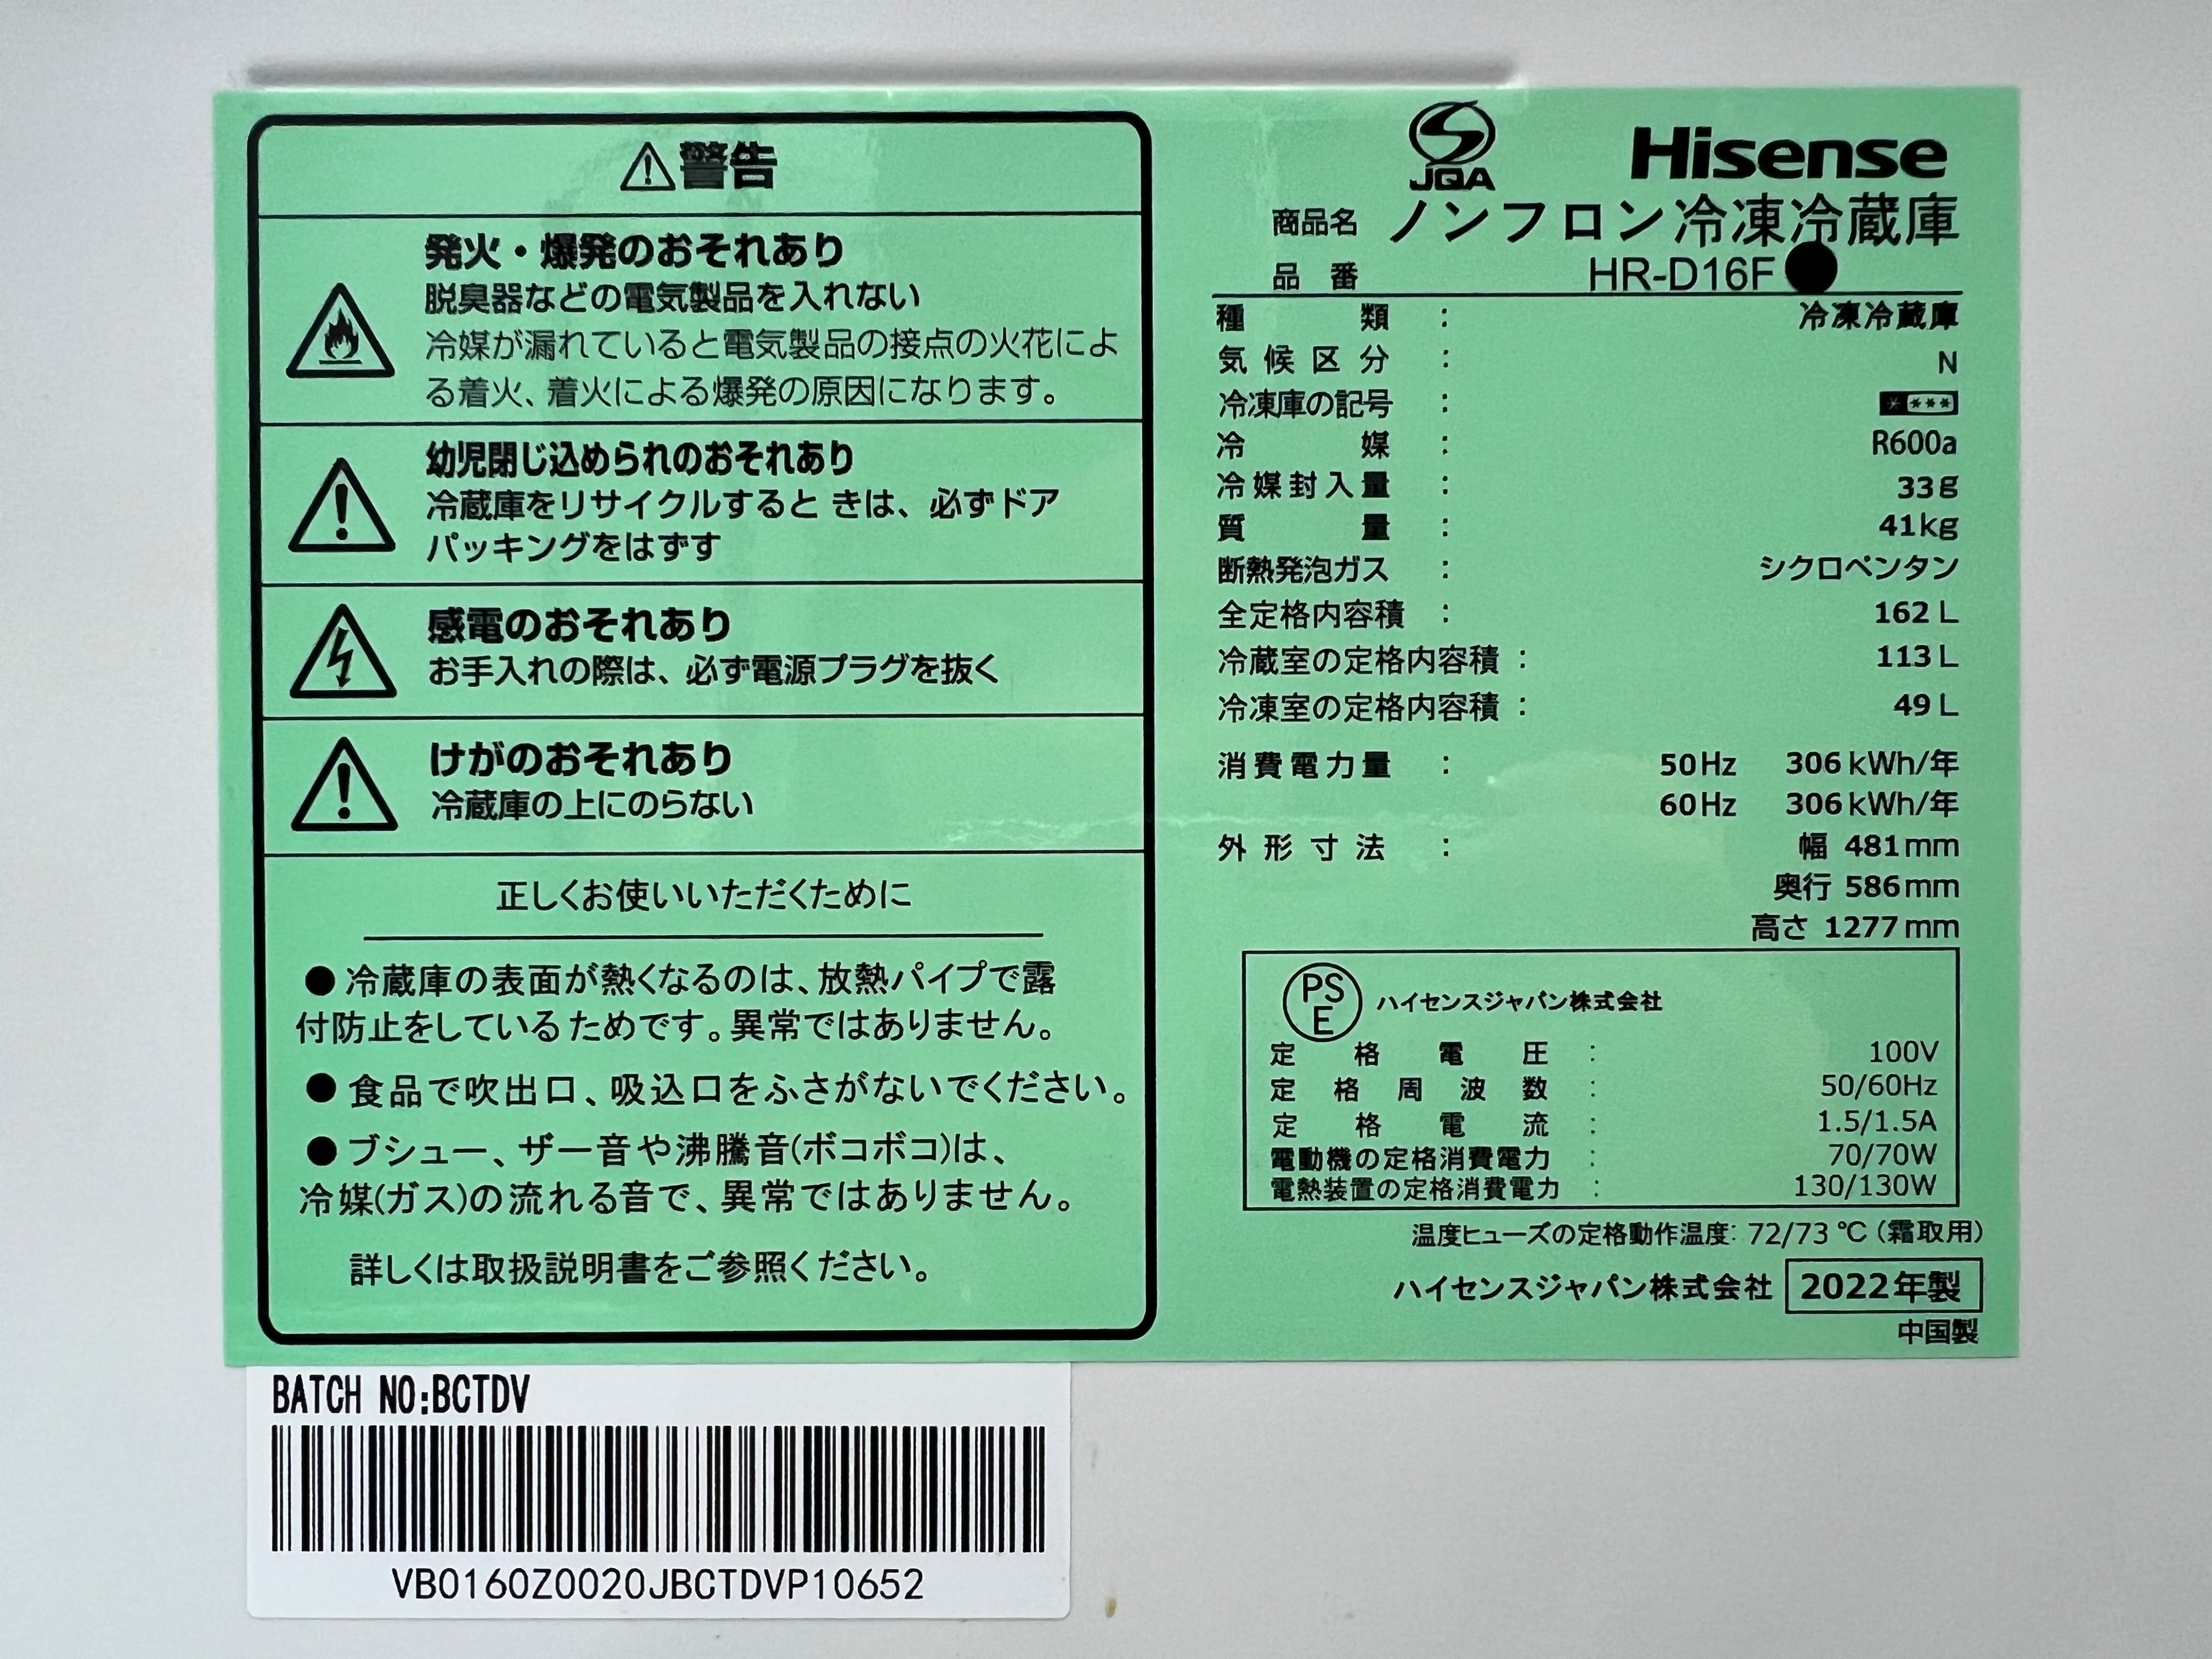 警告
発火・爆発のおそれあり
脱臭器などの電気製品を入れない
冷媒が漏れていると電気製品の接点の火花によ
る着火、着火による爆発の原因になります。
幼児閉じ込められのおそれあり
冷蔵庫をリサイクルすると きは、必ずドア
パッキングをはずす
感電のおそれあり
お手入れの際は、必ず電源プラグを抜く
けがのおそれあり
冷蔵庫の上にのらない
正しくお使いいただくために
●冷蔵庫の表面が熱くなるのは、放熱パイプで露
付防止をしているためです。異常ではありません。
●食品で吹出口、吸込口をふさがないでください。
●ブシュー、ザー音や沸騰音(ボコボコ)は、
冷媒(ガス)の流れる音で、異常ではありません。
詳しくは取扱説明書をご参照ください。
JQA
Hisense
商品名 ノンフロン冷凍冷蔵庫
品番 HR-D16F●
種類 : 冷凍冷蔵庫
気候区分 : N
冷凍庫の記号 : ****
冷媒 : R600a
冷媒封入量 : 33g
質量 : 41kg
断熱発泡ガス : シクロペンタン
全定格内容積 : 162 L
冷蔵室の定格内容積 : 113 L
冷凍室の定格内容積 : 49 L
消費電力量 : 50Hz 306kWh/年
60Hz 306kWh/年
外形寸法 : 幅 481mm
奥行 586mm
高さ 1277mm
PSE ハイセンスジャパン株式会社
定格電圧 : 100V
定格周波数 : 50/60Hz
定格電流 : 1.5/1.5A
電動機の定格消費電力 : 70/70W
電熱装置の定格消費電力 : 130/130W
温度ヒューズの定格動作温度: 72/73 ℃ (霜取用)
ハイセンスジャパン株式会社 2022年製
中国製
BATCH NO:BCTDV
VB0160Z0020JBCTDVP10652